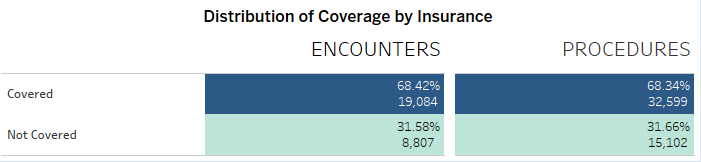 Distribution of Coverage by Insurance
ENCOUNTERS PROCEDURES
Covered 68.42% 68.34%
19,084 32,599
Not Covered 31.58% 31.66%
8,807 15,102